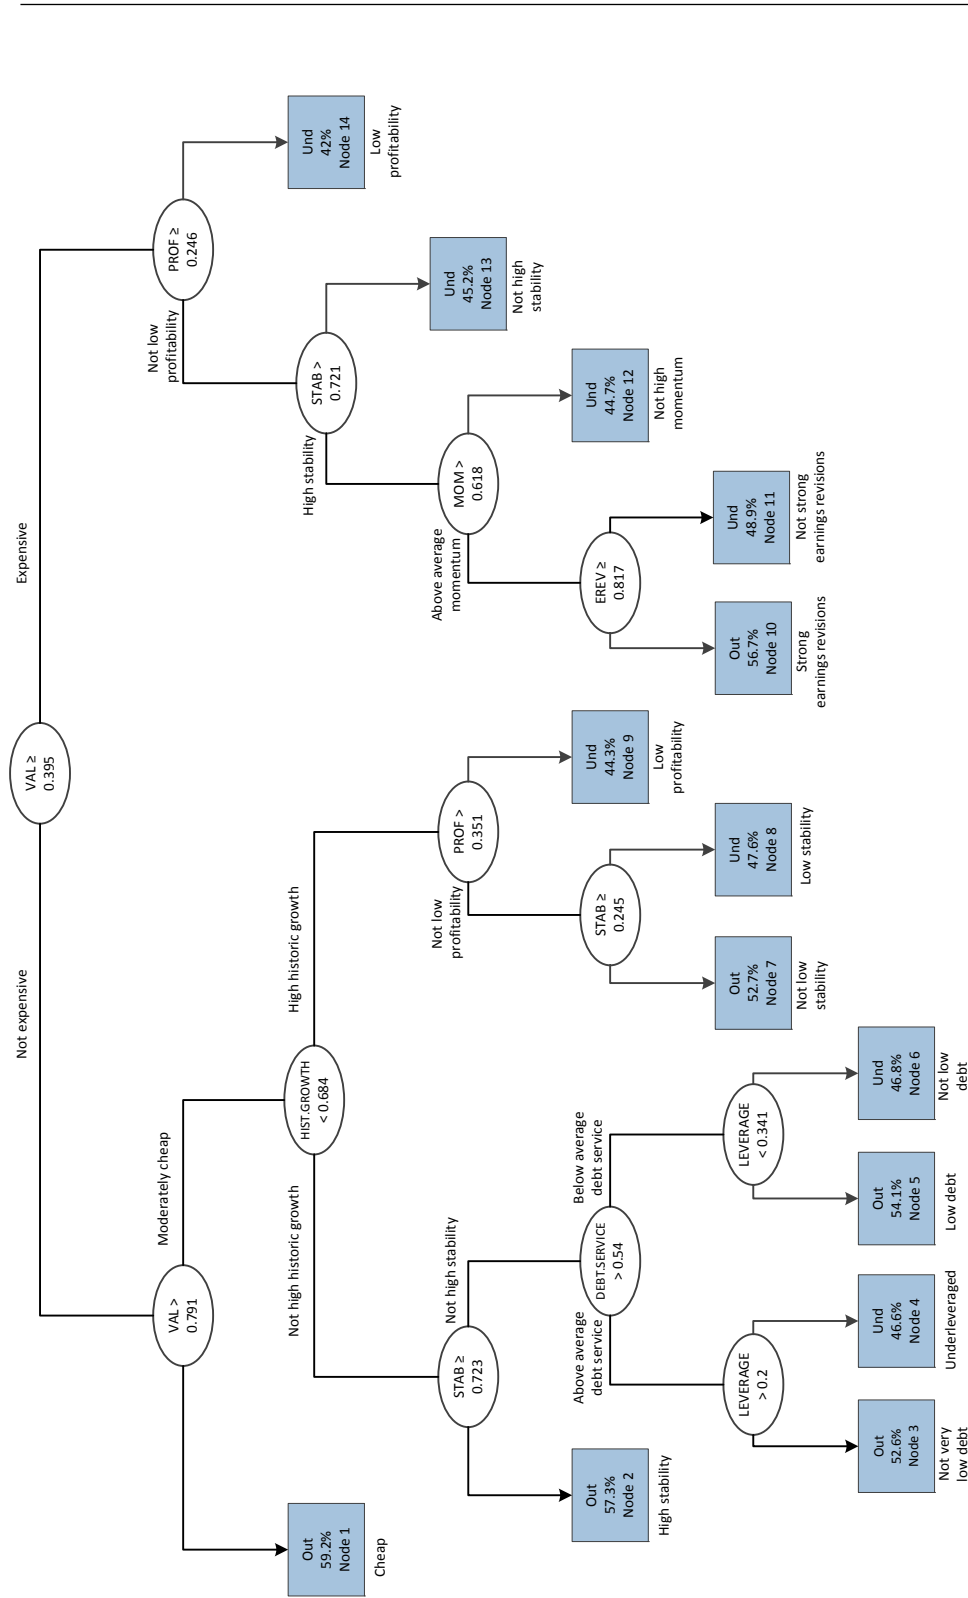 VAL ≥
0.395
Not expensive
Expensive
VAL >
0.791
Moderately cheap
PROF ≥
0.246
Not low
profitability
Out
59.2%
Node 1
Cheap
HIST.GROWTH
< 0.684
Not high historic growth
High historic growth
STAB >
0.721
High stability
Und
42%
Node 14
Low
profitability
STAB ≥
0.723
Not high stability
PROF >
0.351
Not low
profitability
MOM >
0.618
Above average
momentum
Und
45.2%
Node 13
Not high
stability
Out
57.3%
Node 2
High stability
DEBT.SERVICE
> 0.54
Above average
debt service
Below average
debt service
STAB ≥
0.245
Und
44.3%
Node 9
Low
profitability
EREV ≥
0.817
Und
44.7%
Node 12
Not high
momentum
LEVERAGE
> 0.2
LEVERAGE
< 0.341
Out
52.7%
Node 7
Not low
stability
Und
47.6%
Node 8
Low stability
Out
56.7%
Node 10
Strong
earnings revisions
Und
48.9%
Node 11
Not strong
earnings revisions
Out
52.6%
Node 3
Not very
low debt
Und
46.6%
Node 4
Underleveraged
Out
54.1%
Node 5
Low debt
Und
46.8%
Node 6
Not low
debt